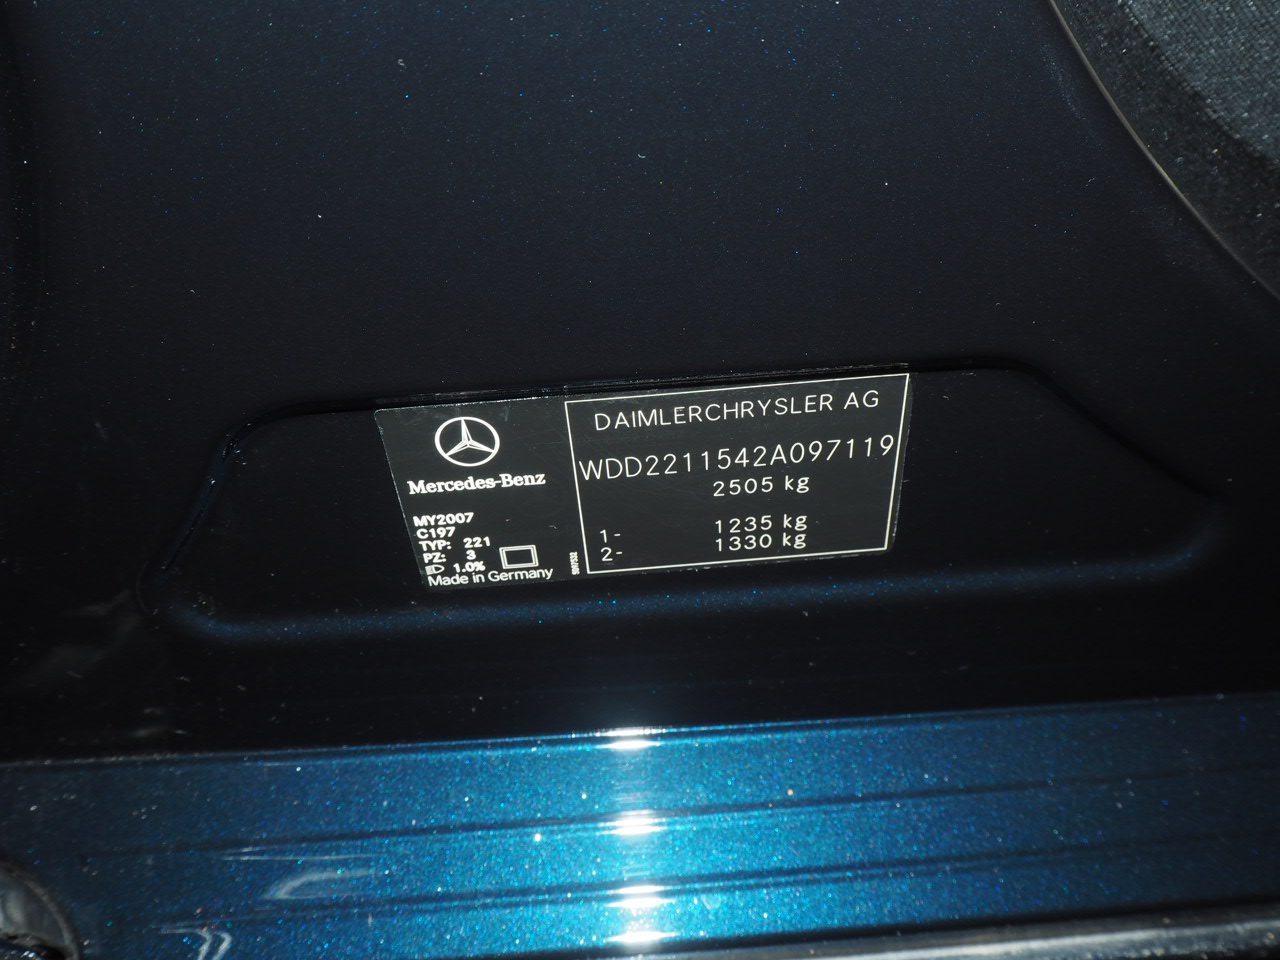 Mercedes-Benz
MY2007
C197
TYP: 221
PZ: 3
1.0%
Made in Germany
DAIMLERCHRYSLER AG
WDD2211542A097119
2505 kg
1- 1235 kg
2- 1330 kg